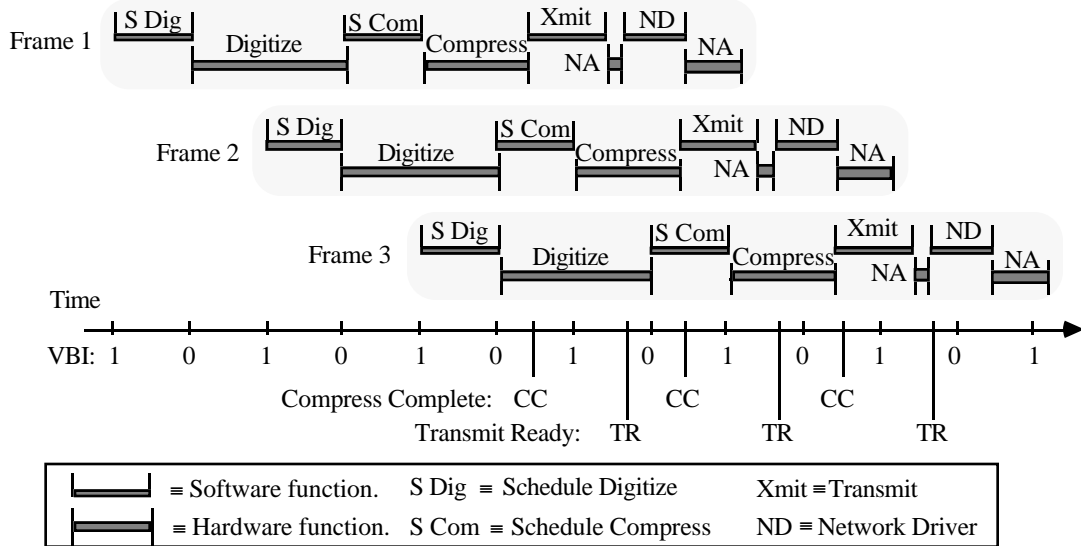 S Dig S Com Xmit ND
Frame 1 Digitize Compress NA NA
S Dig S Com Xmit ND
Frame 2 Digitize Compress NA NA
S Dig S Com Xmit ND
Frame 3 Digitize Compress NA NA
Time
VBI: 1 0 1 0 1 0 1 0 1 0 1 0 1
Compress Complete: CC CC CC
Transmit Ready: TR TR TR
≡ Software function. S Dig ≡ Schedule Digitize Xmit ≡ Transmit
≡ Hardware function. S Com ≡ Schedule Compress ND ≡ Network Driver